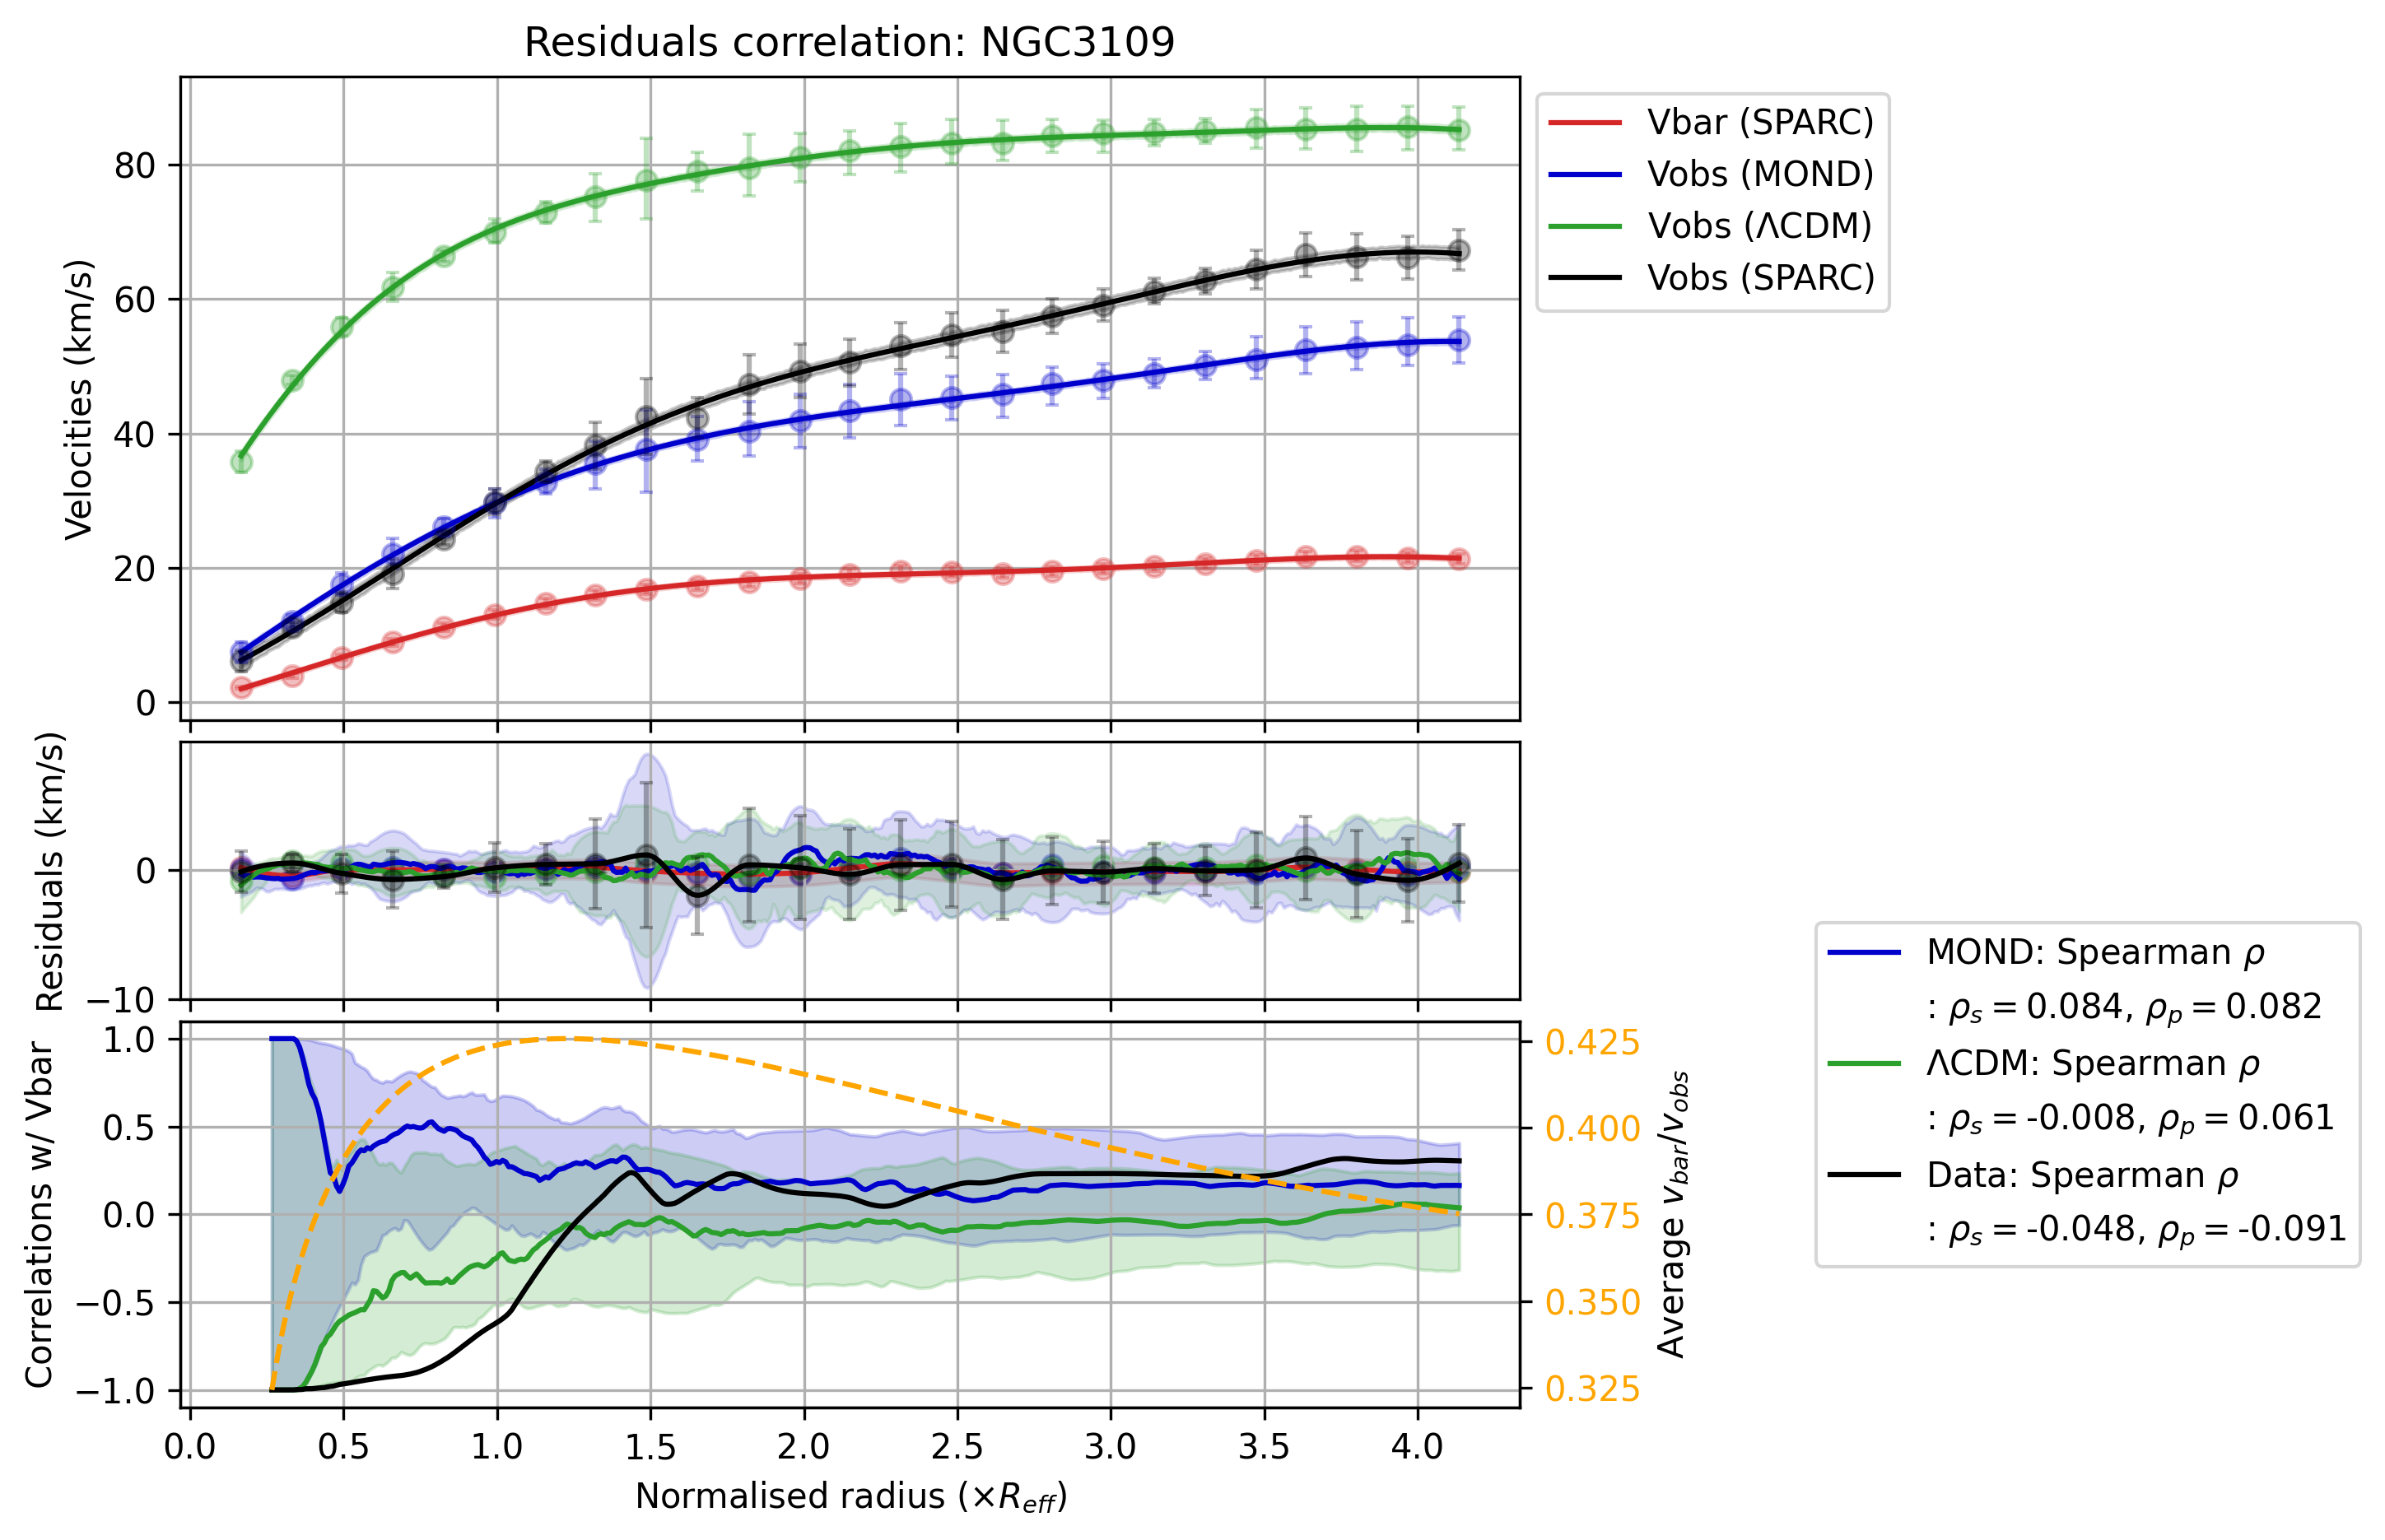 Residuals correlation: NGC3109
Velocities (km/s)
80
60
40
20
0
Vbar (SPARC)
Vobs (MOND)
Vobs (ΛCDM)
Vobs (SPARC)
Residuals (km/s)
0
−10
Correlations w/ Vbar
1.0
0.5
0.0
−0.5
−1.0
0.425
0.400
0.375
0.350
0.325
Average v_bar/v_obs
MOND: Spearman ρ
: ρ_s = 0.084, ρ_p = 0.082
ΛCDM: Spearman ρ
: ρ_s = -0.008, ρ_p = 0.061
Data: Spearman ρ
: ρ_s = -0.048, ρ_p = -0.091
0.0 0.5 1.0 1.5 2.0 2.5 3.0 3.5 4.0
Normalised radius (×R_eff)